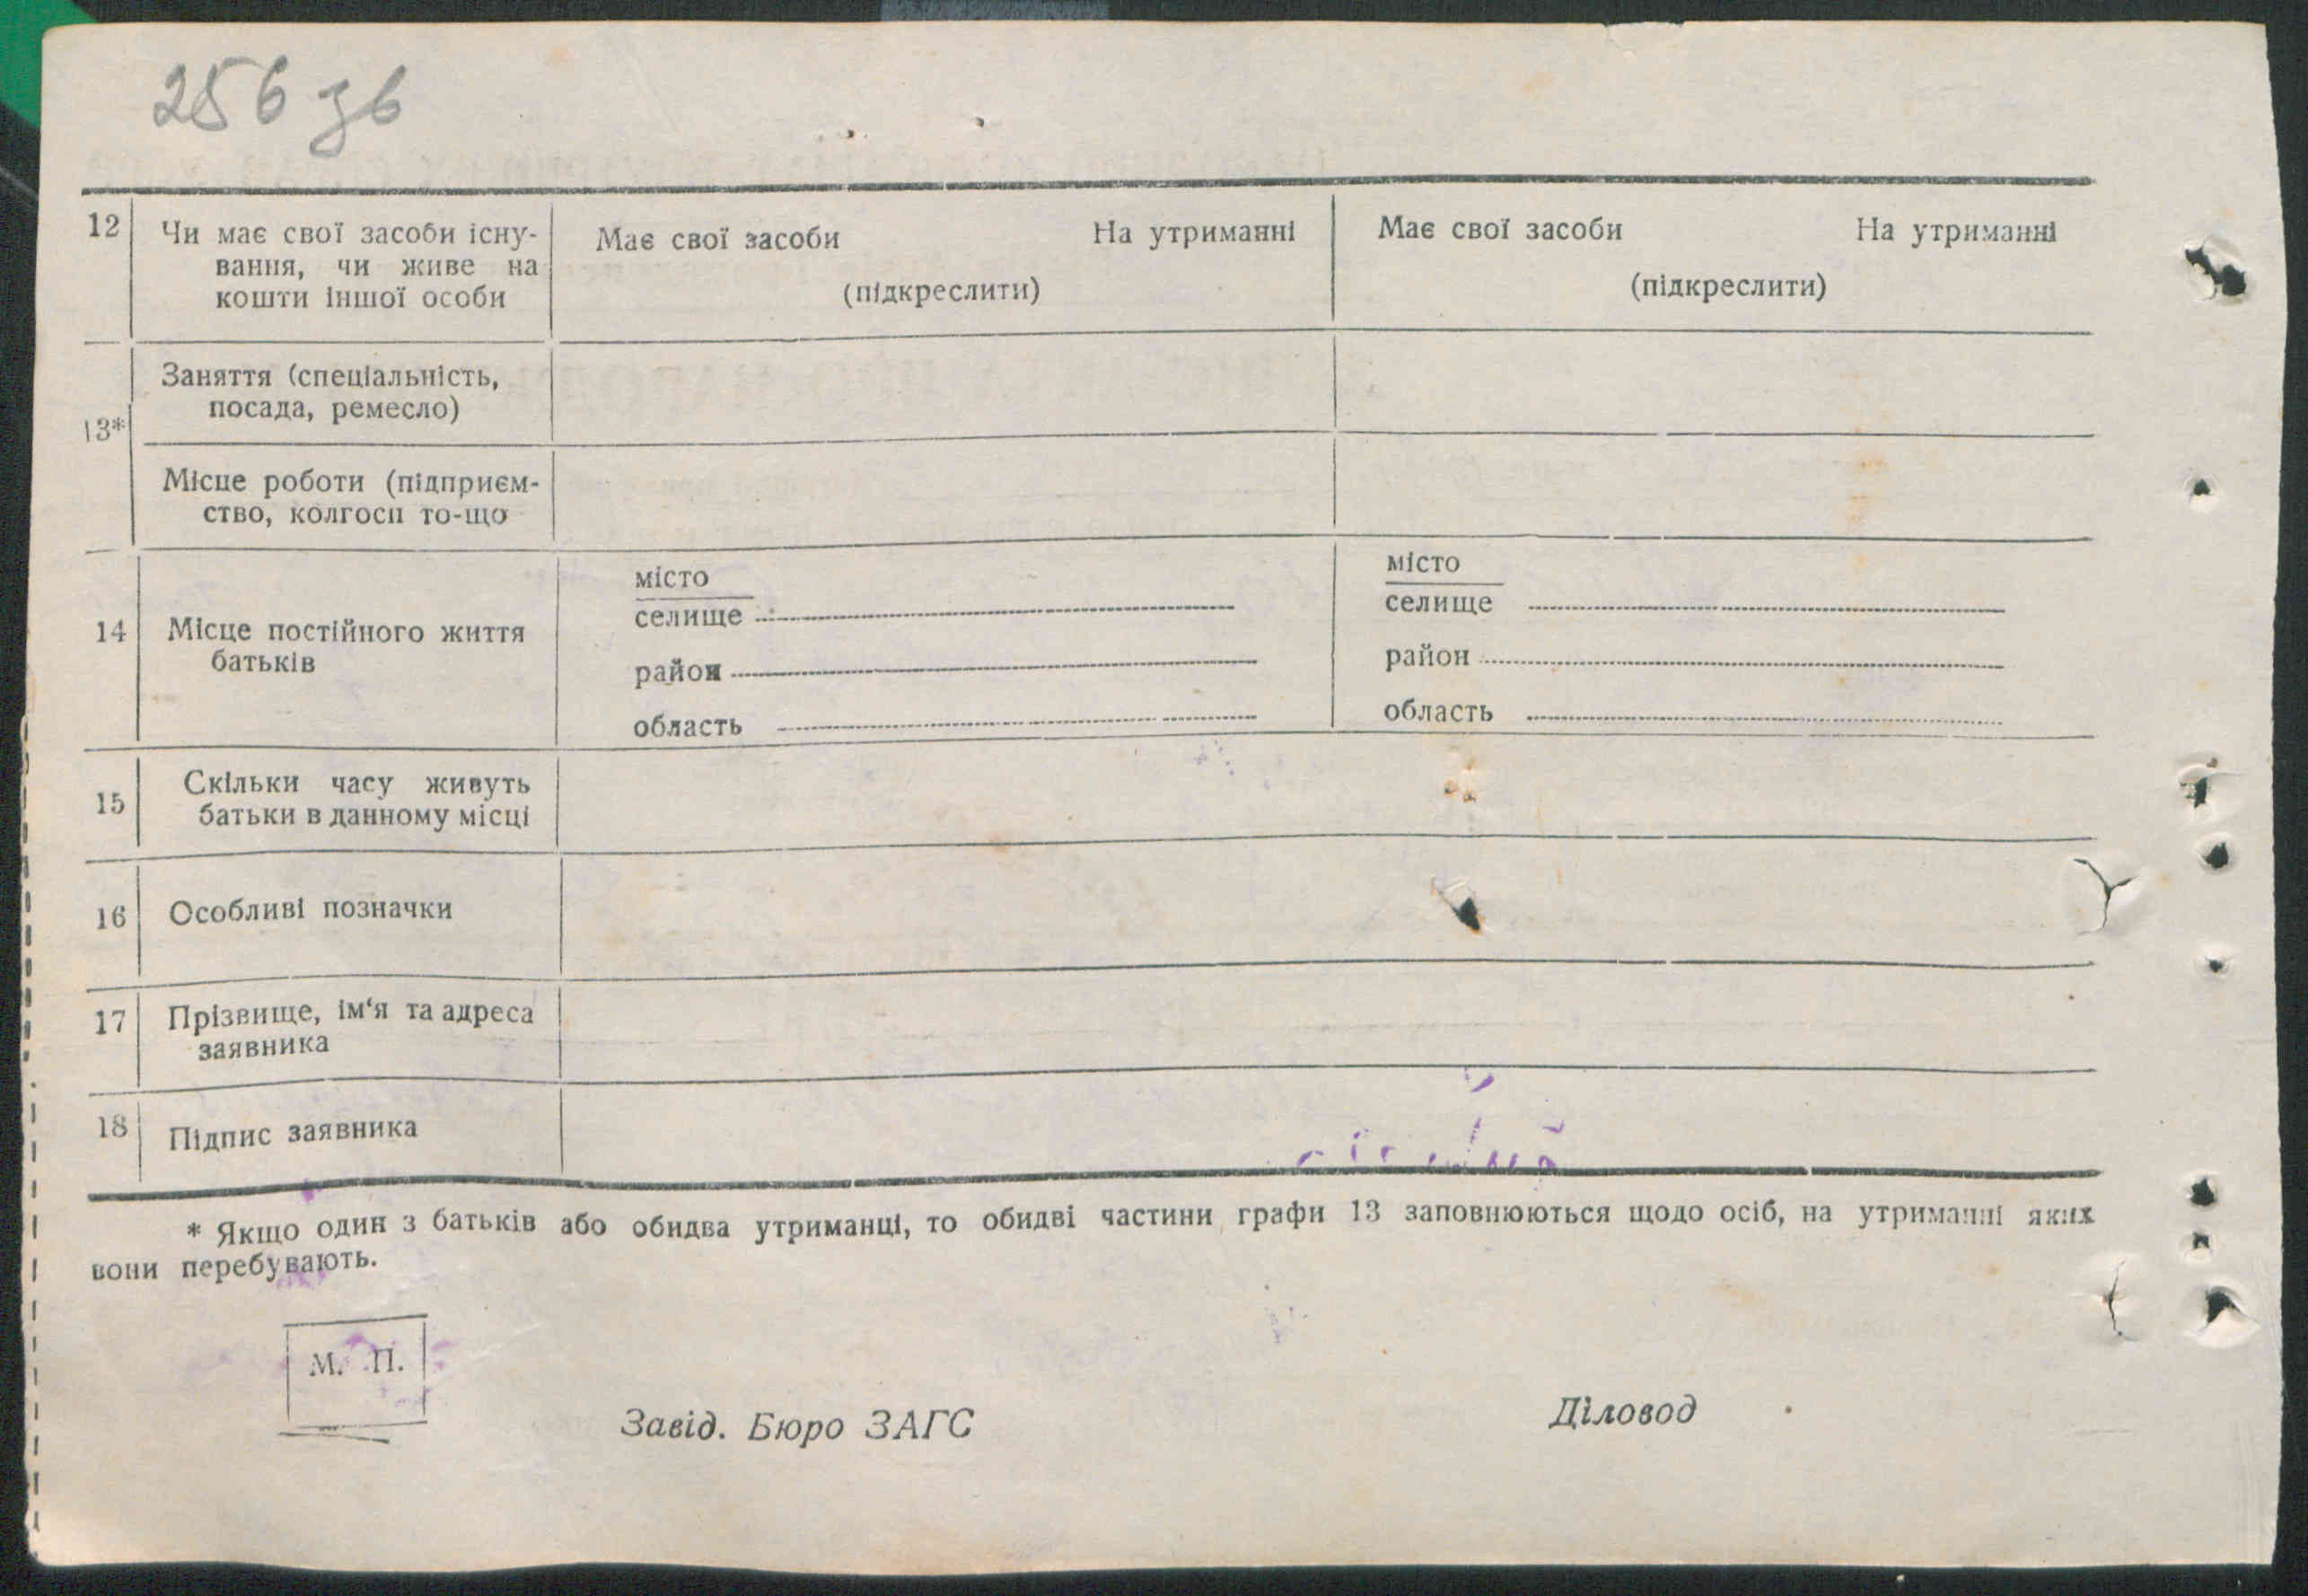 256 зв
12 Чи має свої засоби існу-
вання, чи живе на
кошти іншої особи
Має свої засоби На утриманні
(підкреслити)
Має свої засоби На утриманні
(підкреслити)
13*
Заняття (спеціальність,
посада, ремесло)
Місце роботи (підприєм-
ство, колгосп то-що
14 Місце постійного життя
батьків
місто
селище
район
область
місто
селище
район
область
15 Скільки часу живуть
батьки в данному місці
16 Особливі позначки
17 Прізвище, ім‘я та адреса
заявника
18 Підпис заявника
* Якщо один з батьків або обидва утриманці, то обидві частини графи 13 заповнюються щодо осіб, на утриманні яких
вони перебувають.
М. П.
Завід. Бюро ЗАГС Діловод